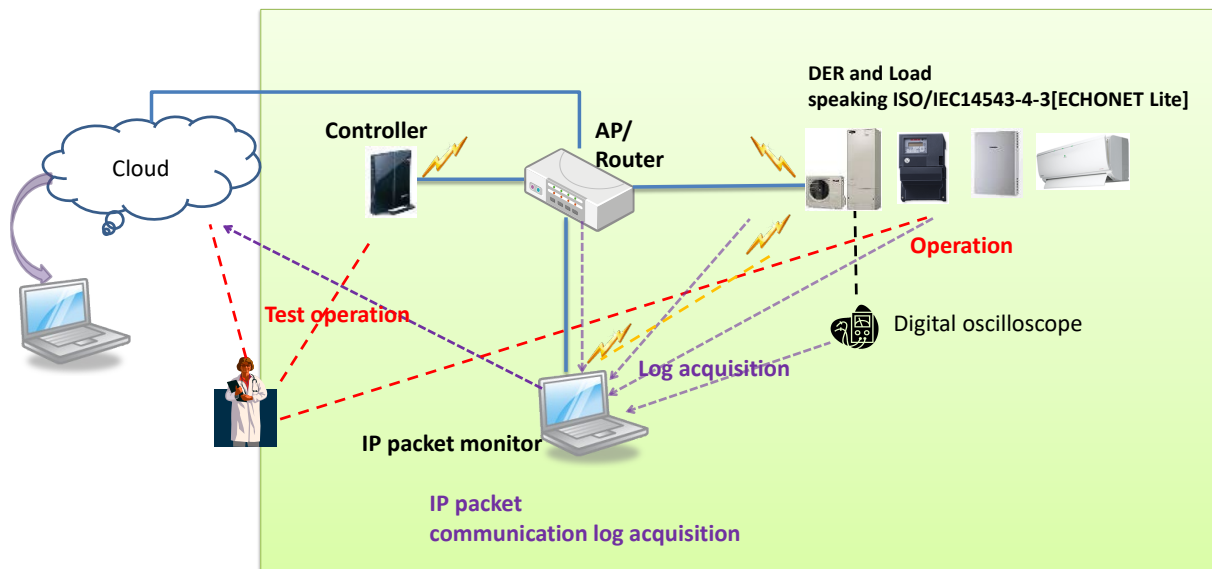 DER and Load
speaking ISO/IEC14543-4-3[ECHONET Lite]
Controller
AP/
Router
Cloud
Operation
Test operation
Digital oscilloscope
Log acquisition
IP packet monitor
IP packet
communication log acquisition